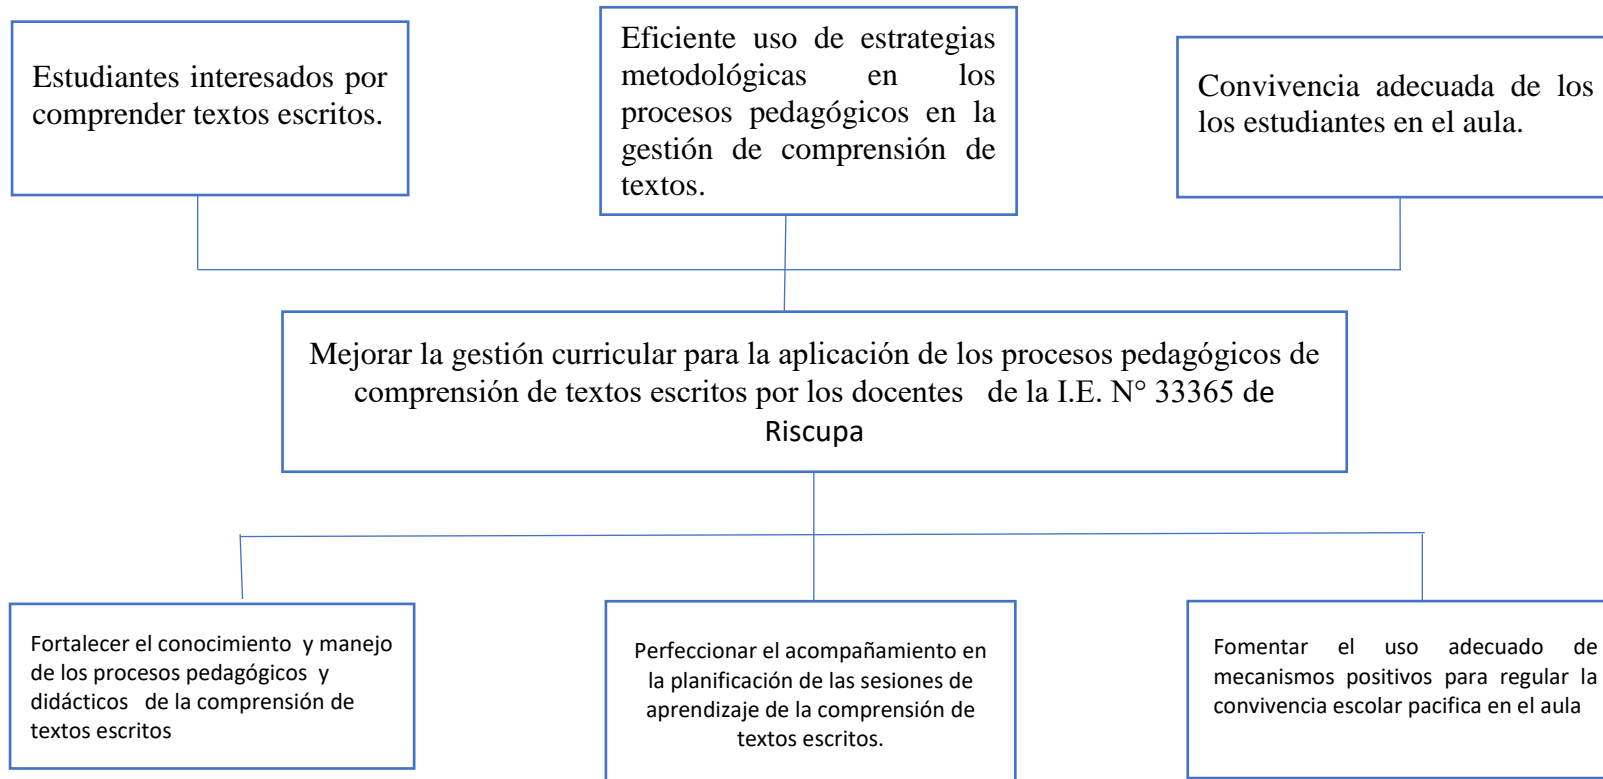 Estudiantes interesados por
comprender textos escritos.
Eficiente uso de estrategias
metodológicas en los
procesos pedagógicos en la
gestión de comprensión de
textos.
Convivencia adecuada de los
los estudiantes en el aula.
Mejorar la gestión curricular para la aplicación de los procesos pedagógicos de
comprensión de textos escritos por los docentes de la I.E. N° 33365 de
Riscupa
Fortalecer el conocimiento y manejo
de los procesos pedagógicos y
didácticos de la comprensión de
textos escritos
Perfeccionar el acompañamiento en
la planificación de las sesiones de
aprendizaje de la comprensión de
textos escritos.
Fomentar el uso adecuado de
mecanismos positivos para regular la
convivencia escolar pacifica en el aula